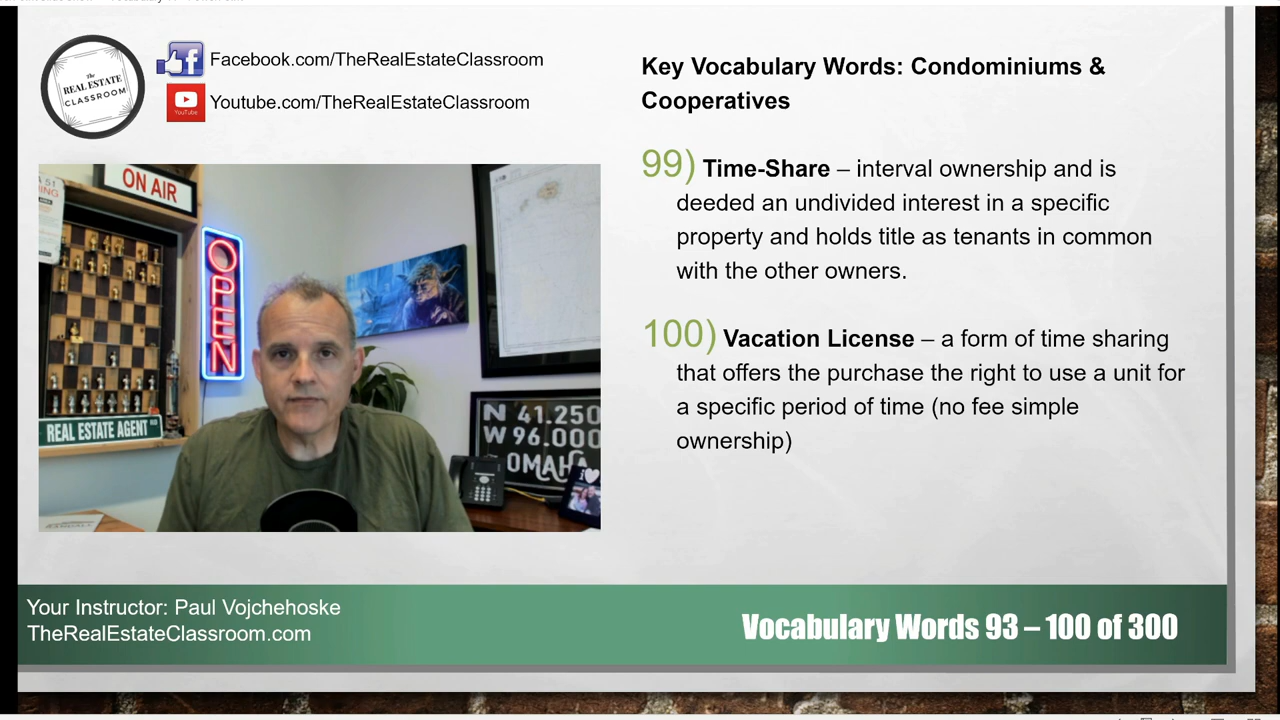 The
REAL ESTATE
CLASSROOM
Facebook.com/TheRealEstateClassroom
YouTube
Youtube.com/TheRealEstateClassroom
Key Vocabulary Words: Condominiums &
Cooperatives
99) Time-Share – interval ownership and is
deeded an undivided interest in a specific
property and holds title as tenants in common
with the other owners.
100) Vacation License – a form of time sharing
that offers the purchase the right to use a unit for
a specific period of time (no fee simple
ownership)
ON AIR
OPEN
REAL ESTATE AGENT
N 41.250
W 96.000
OMAHA
Your Instructor: Paul Vojchehoske
TheRealEstateClassroom.com
Vocabulary Words 93 – 100 of 300